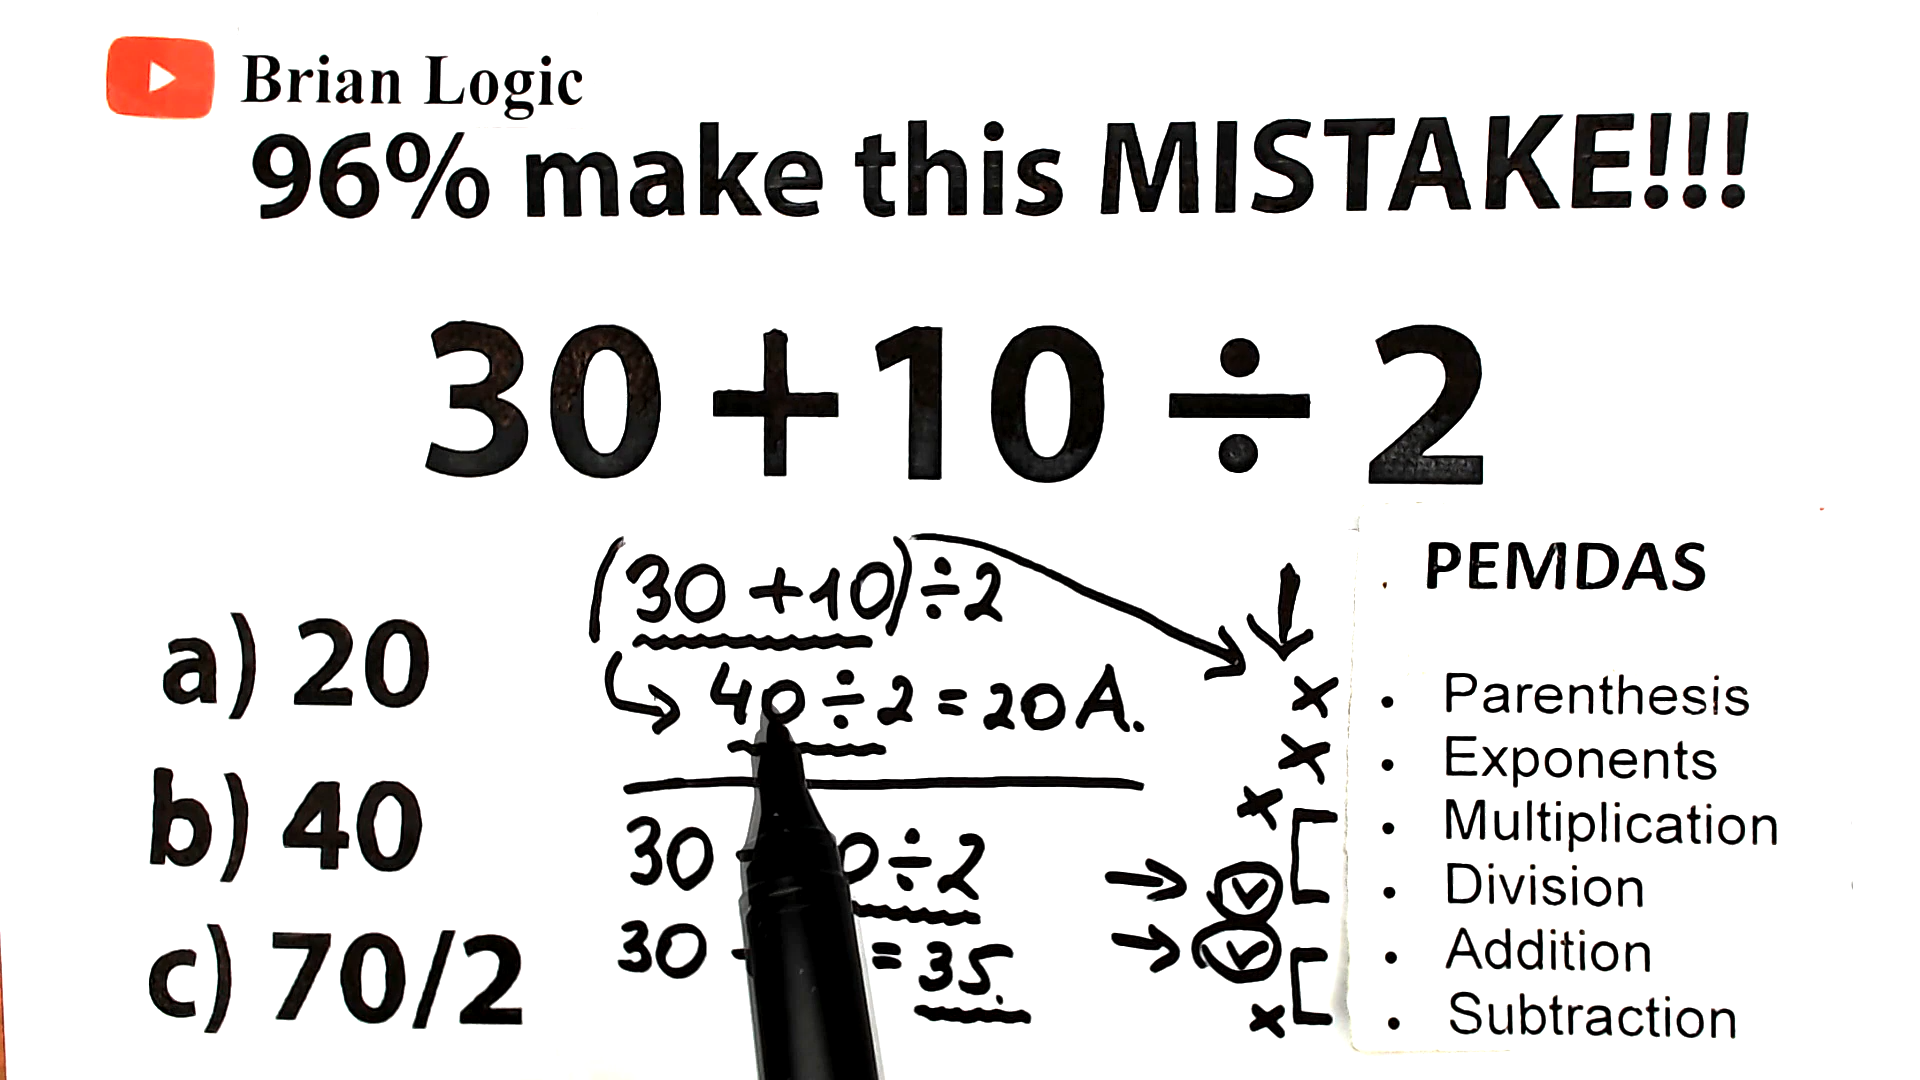 Brian Logic
96% make this MISTAKE!!!
30 + 10 ÷ 2
a) 20
b) 40
c) 70/2
(30 + 10) ÷ 2
40 ÷ 2 = 20 A.
30 0 ÷ 2
30 = 35.
PEMDAS
x • Parenthesis
x • Exponents
x • Multiplication
• Division
• Addition
x • Subtraction